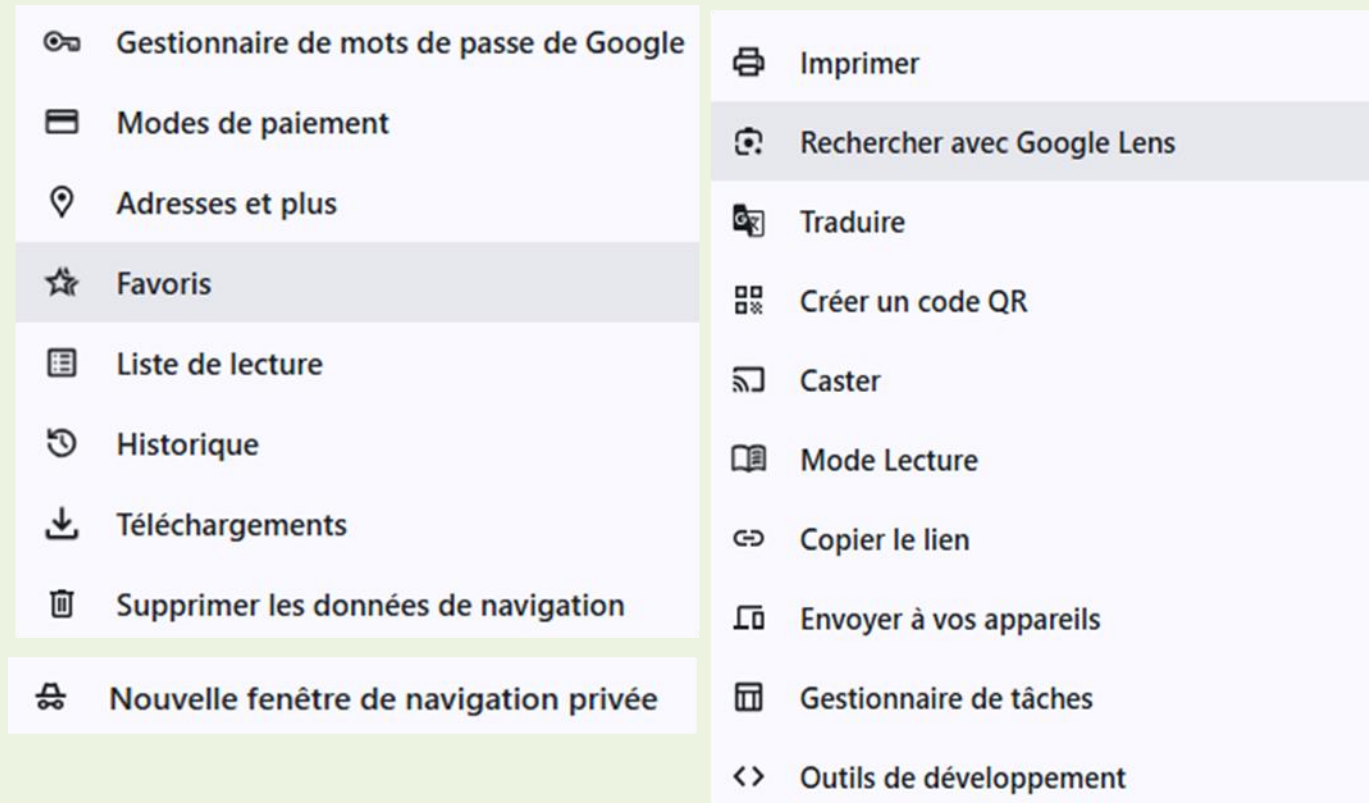 Gestionnaire de mots de passe de Google
Modes de paiement
Adresses et plus
Favoris
Liste de lecture
Historique
Téléchargements
Supprimer les données de navigation
Nouvelle fenêtre de navigation privée
Imprimer
Rechercher avec Google Lens
Traduire
Créer un code QR
Caster
Mode Lecture
Copier le lien
Envoyer à vos appareils
Gestionnaire de tâches
Outils de développement